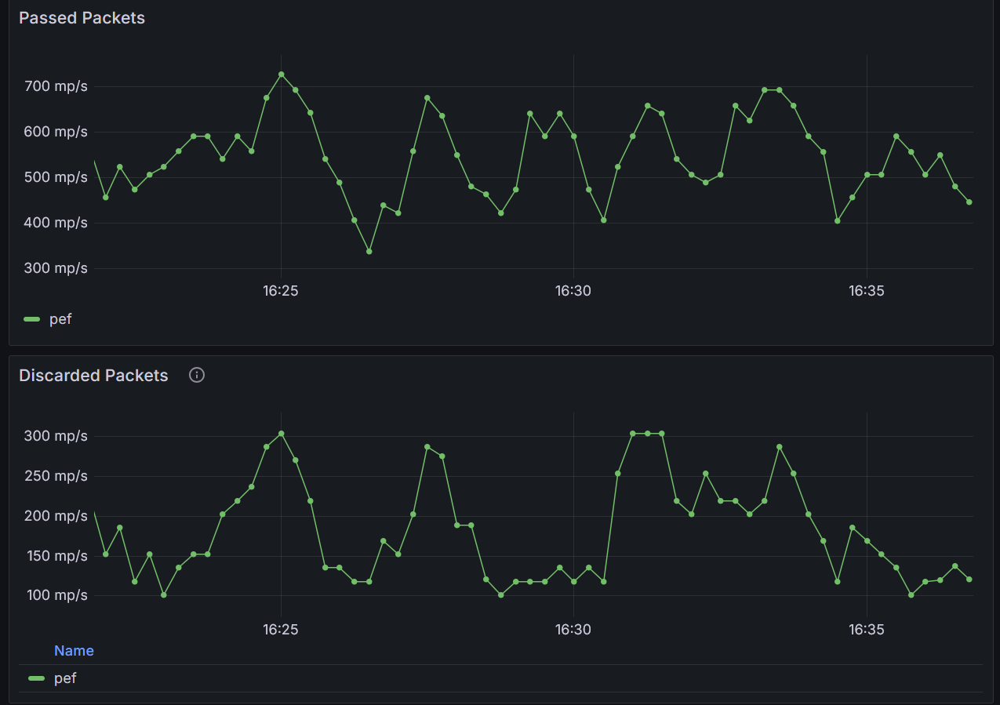 Passed Packets
700 mp/s
600 mp/s
500 mp/s
400 mp/s
300 mp/s
16:25 16:30 16:35
pef
Discarded Packets
300 mp/s
250 mp/s
200 mp/s
150 mp/s
100 mp/s
16:25 16:30 16:35
Name
pef